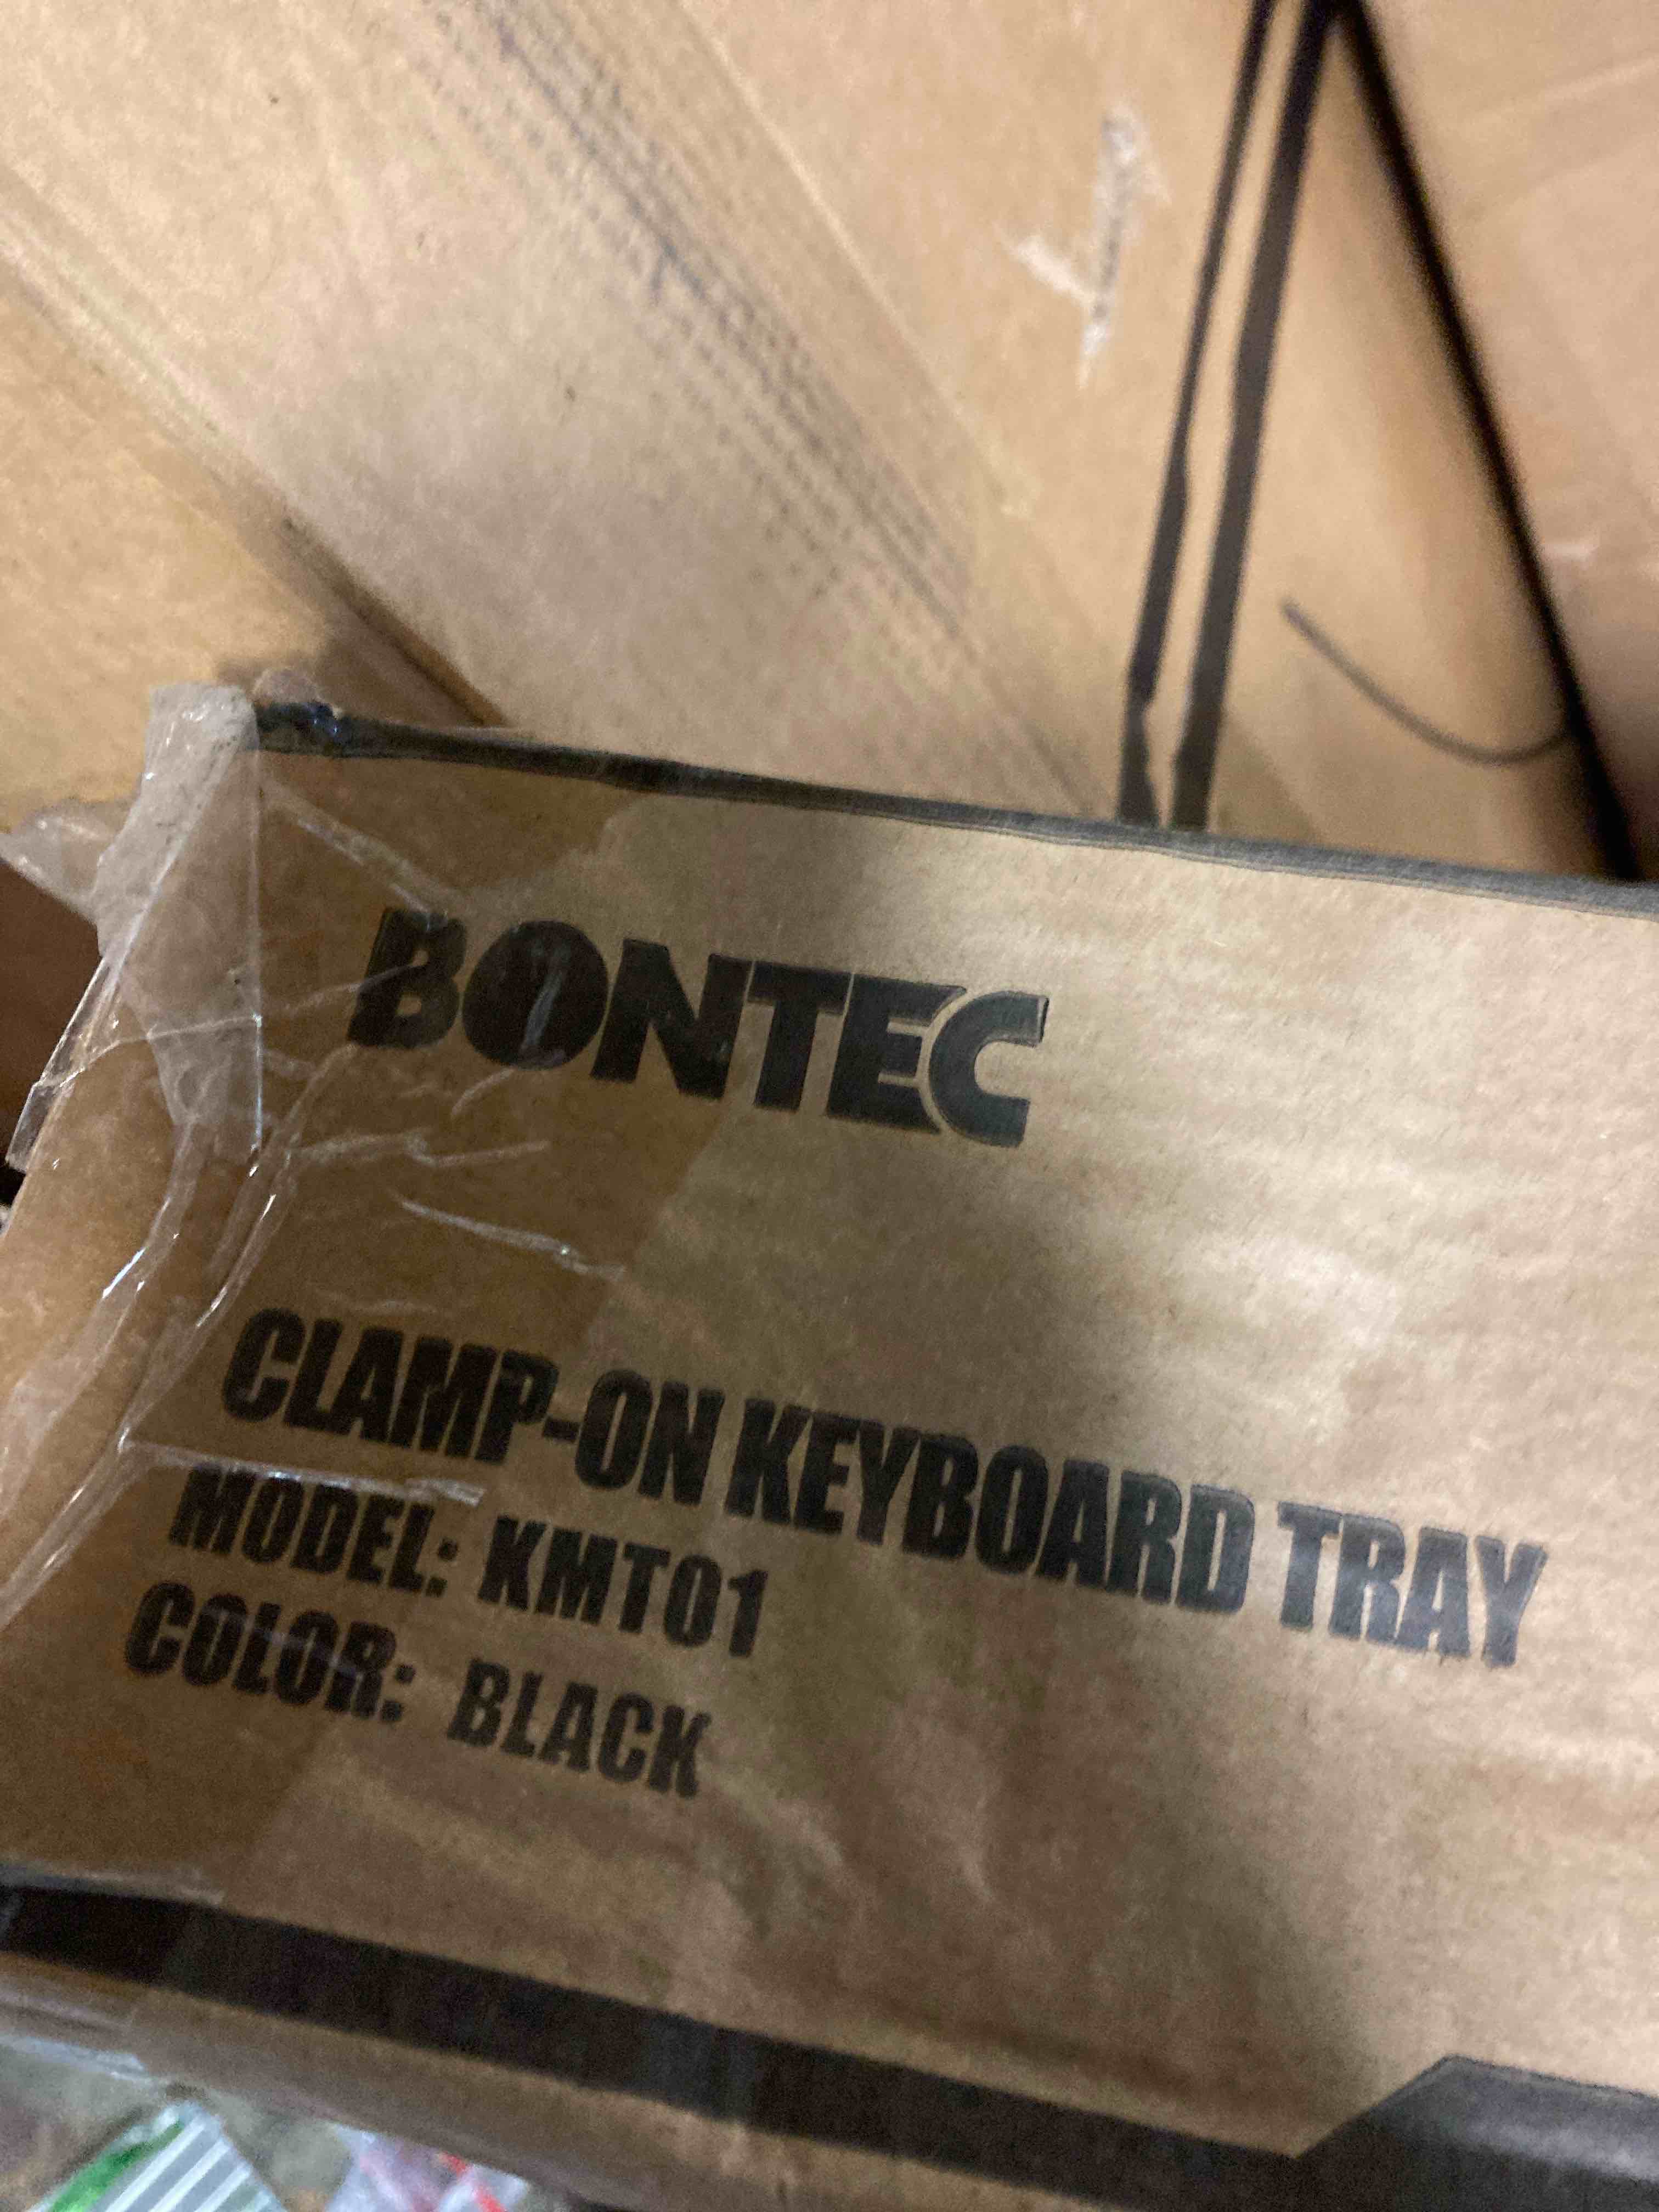 BONTEC
CLAMP-ON KEYBOARD TRAY
MODEL: KMT01
COLOR: BLACK